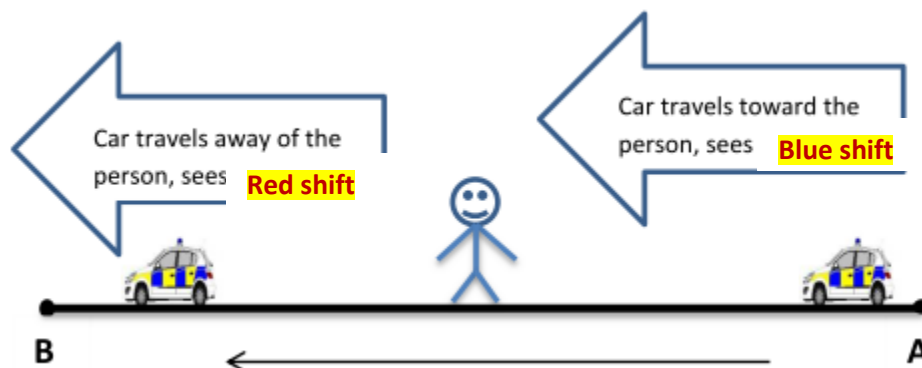 Car travels away of the
person, sees Red shift
Car travels toward the
person, sees Blue shift
B
A